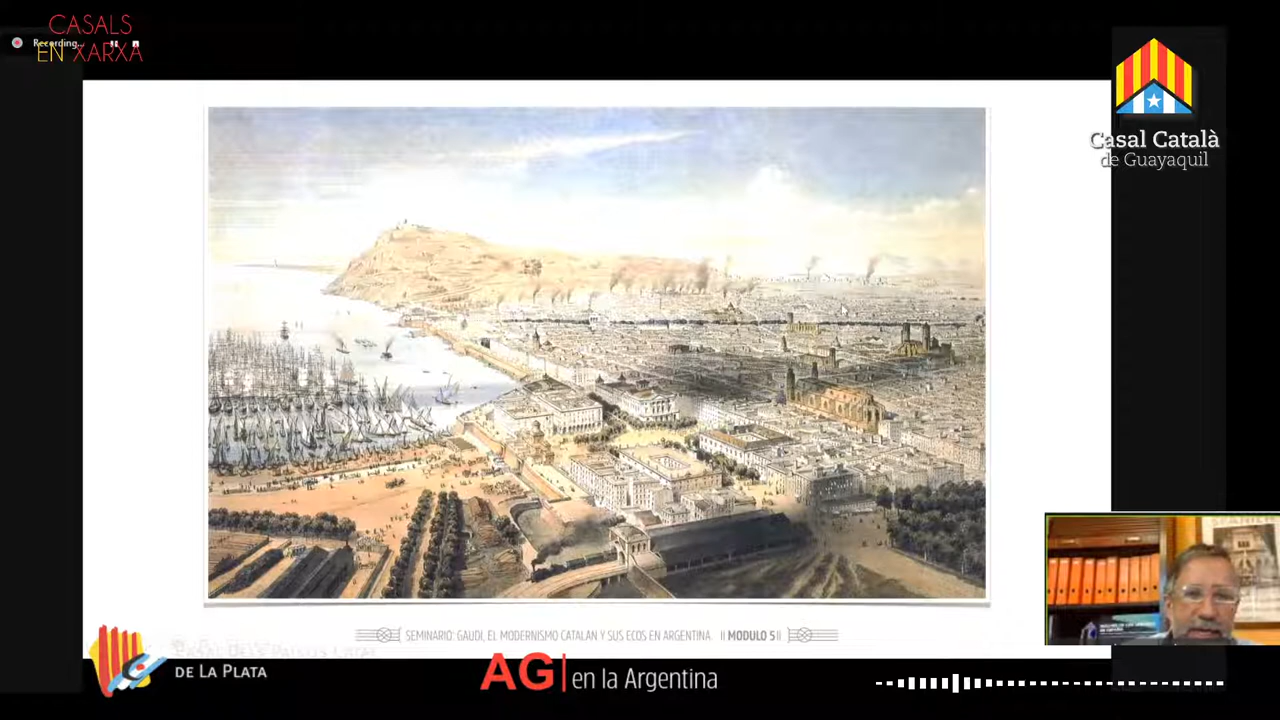 CASALS
EN XARXA
Recording...
Casal Català
de Guayaquil
SEMINARIO: GAUDÍ, EL MODERNISMO CATALÁN Y SUS ECOS EN ARGENTINA || MODULO 5 ||
DE LA PLATA
AG| en la Argentina